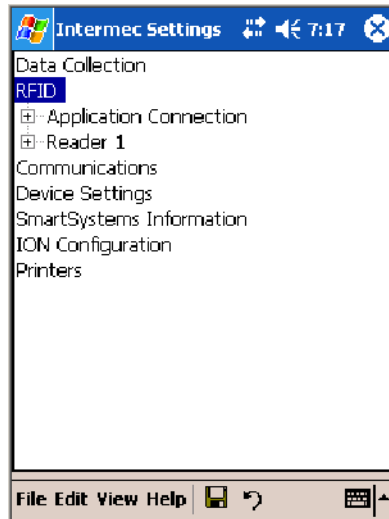 Intermec Settings 7:17
Data Collection
RFID
Application Connection
Reader 1
Communications
Device Settings
SmartSystems Information
ION Configuration
Printers
File Edit View Help